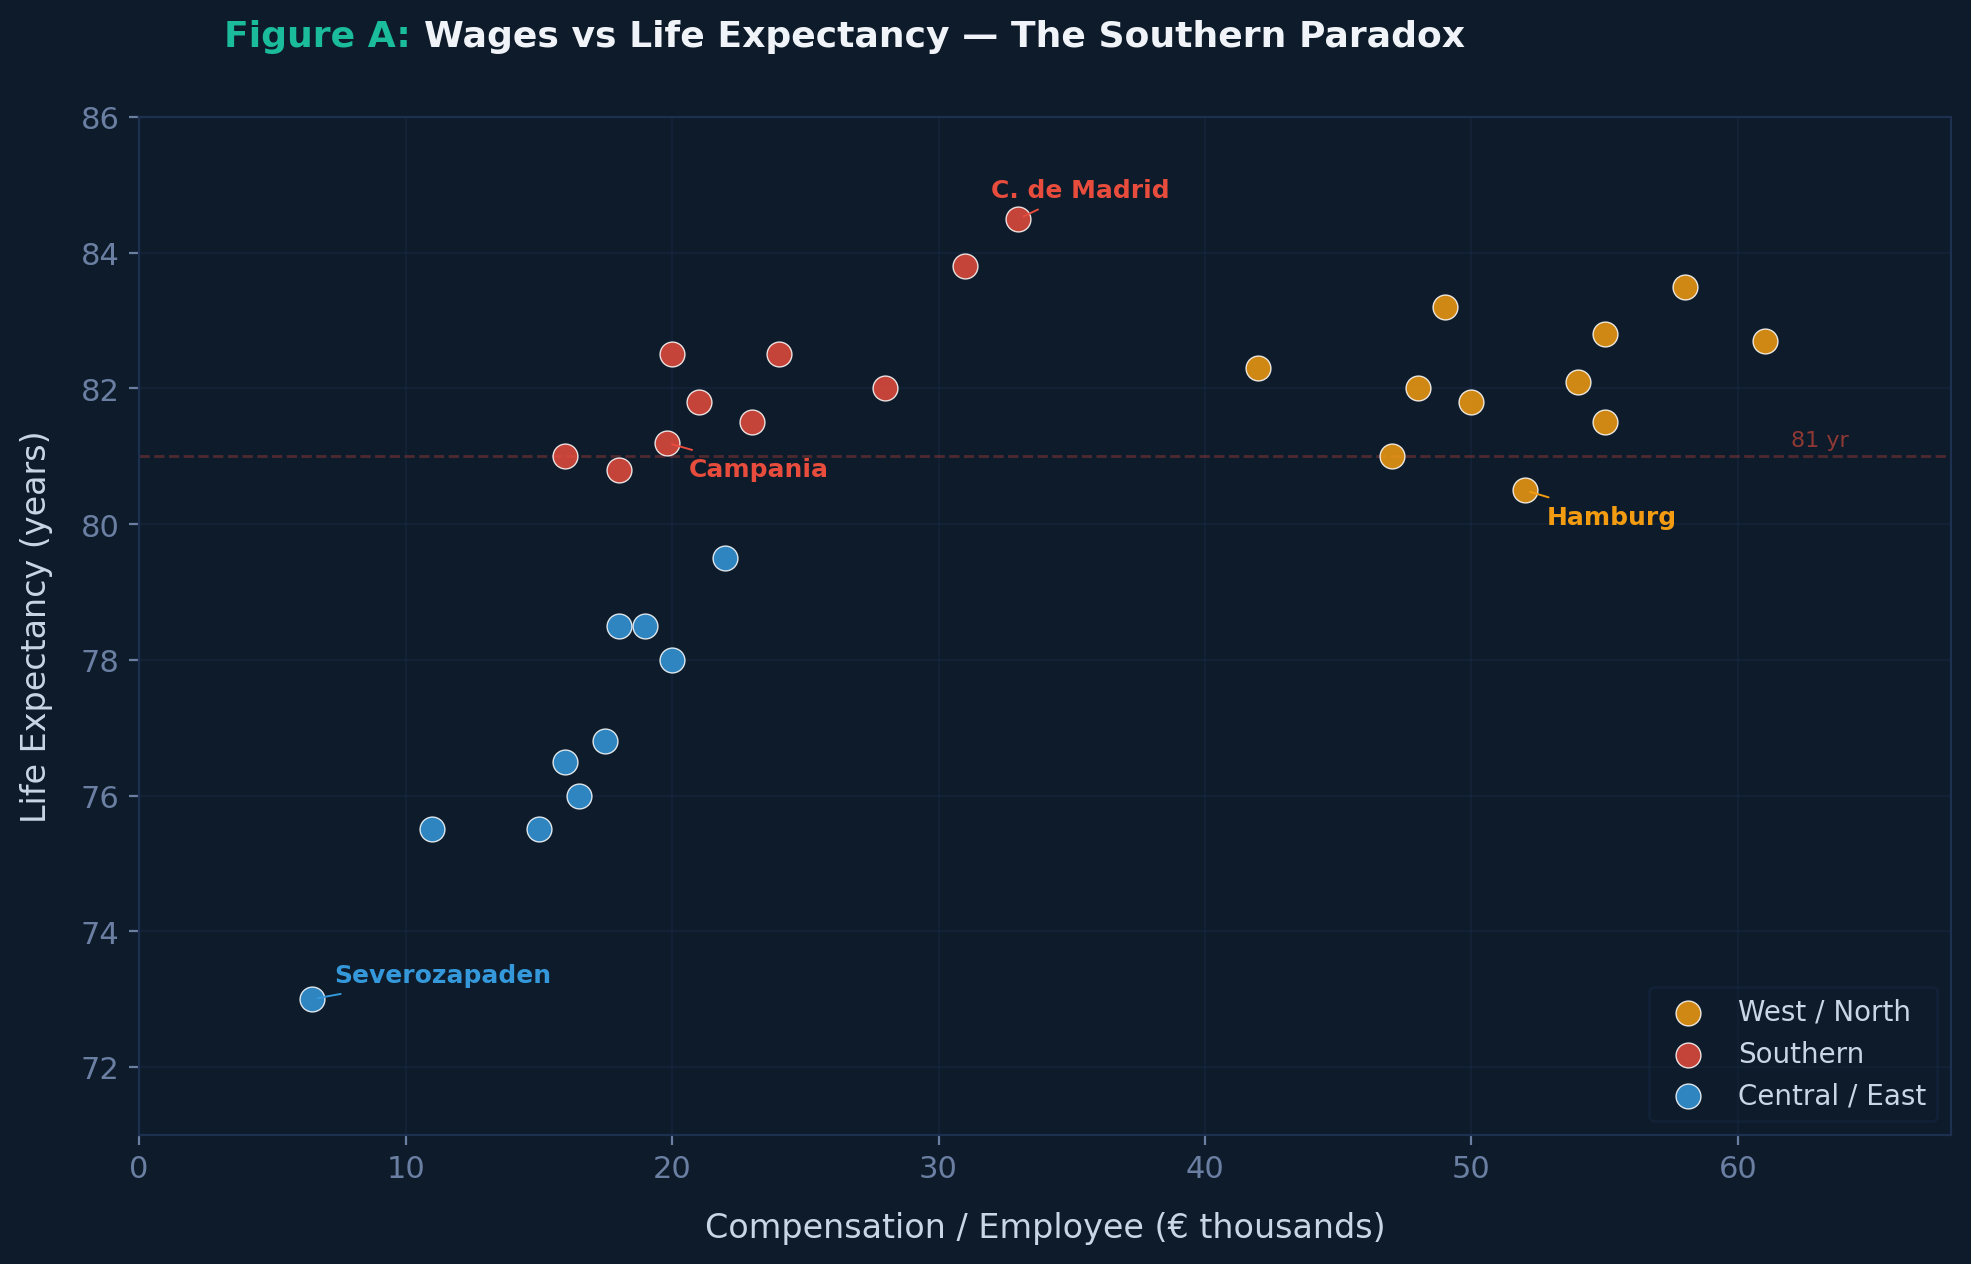 Figure A: Wages vs Life Expectancy — The Southern Paradox
86
84
82
80
78
76
74
72
Life Expectancy (years)
C. de Madrid
81 yr
Campania
Hamburg
Severozapaden
West / North
Southern
Central / East
0 10 20 30 40 50 60
Compensation / Employee (€ thousands)